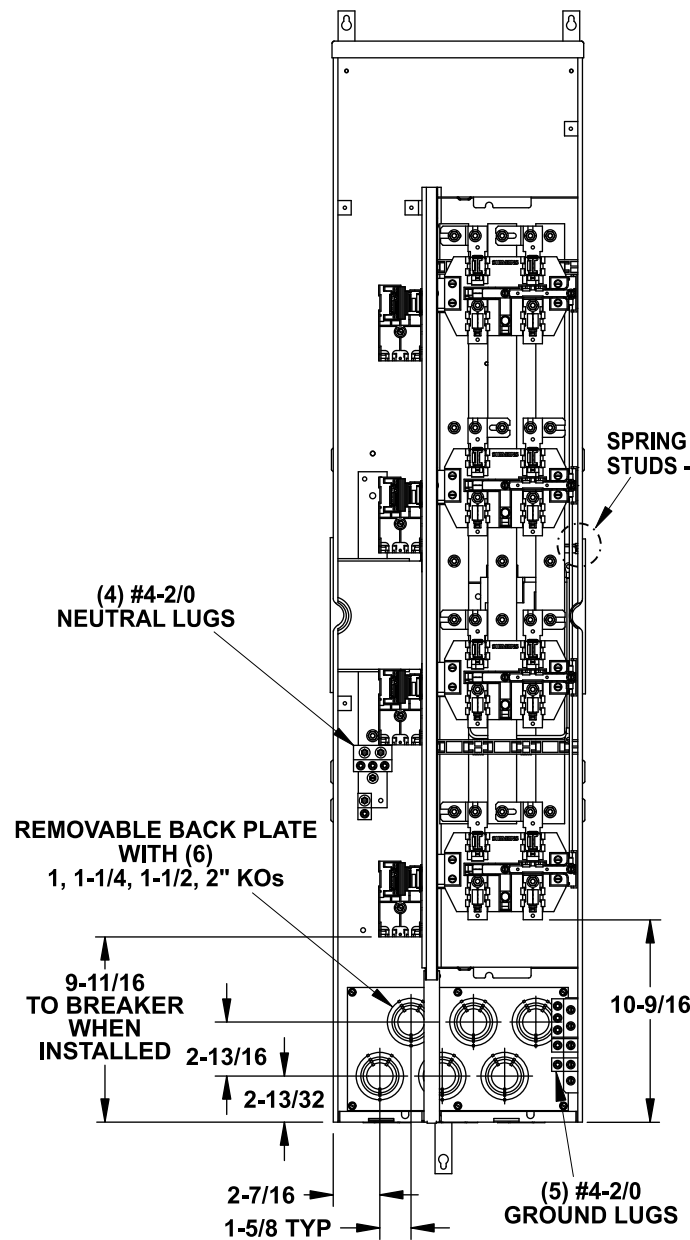 SPRING
STUDS -
(4) #4-2/0
NEUTRAL LUGS
REMOVABLE BACK PLATE
WITH (6)
1, 1-1/4, 1-1/2, 2" KOs
9-11/16
TO BREAKER
WHEN
INSTALLED
10-9/16
2-13/16
2-13/32
2-7/16
1-5/8 TYP
(5) #4-2/0
GROUND LUGS